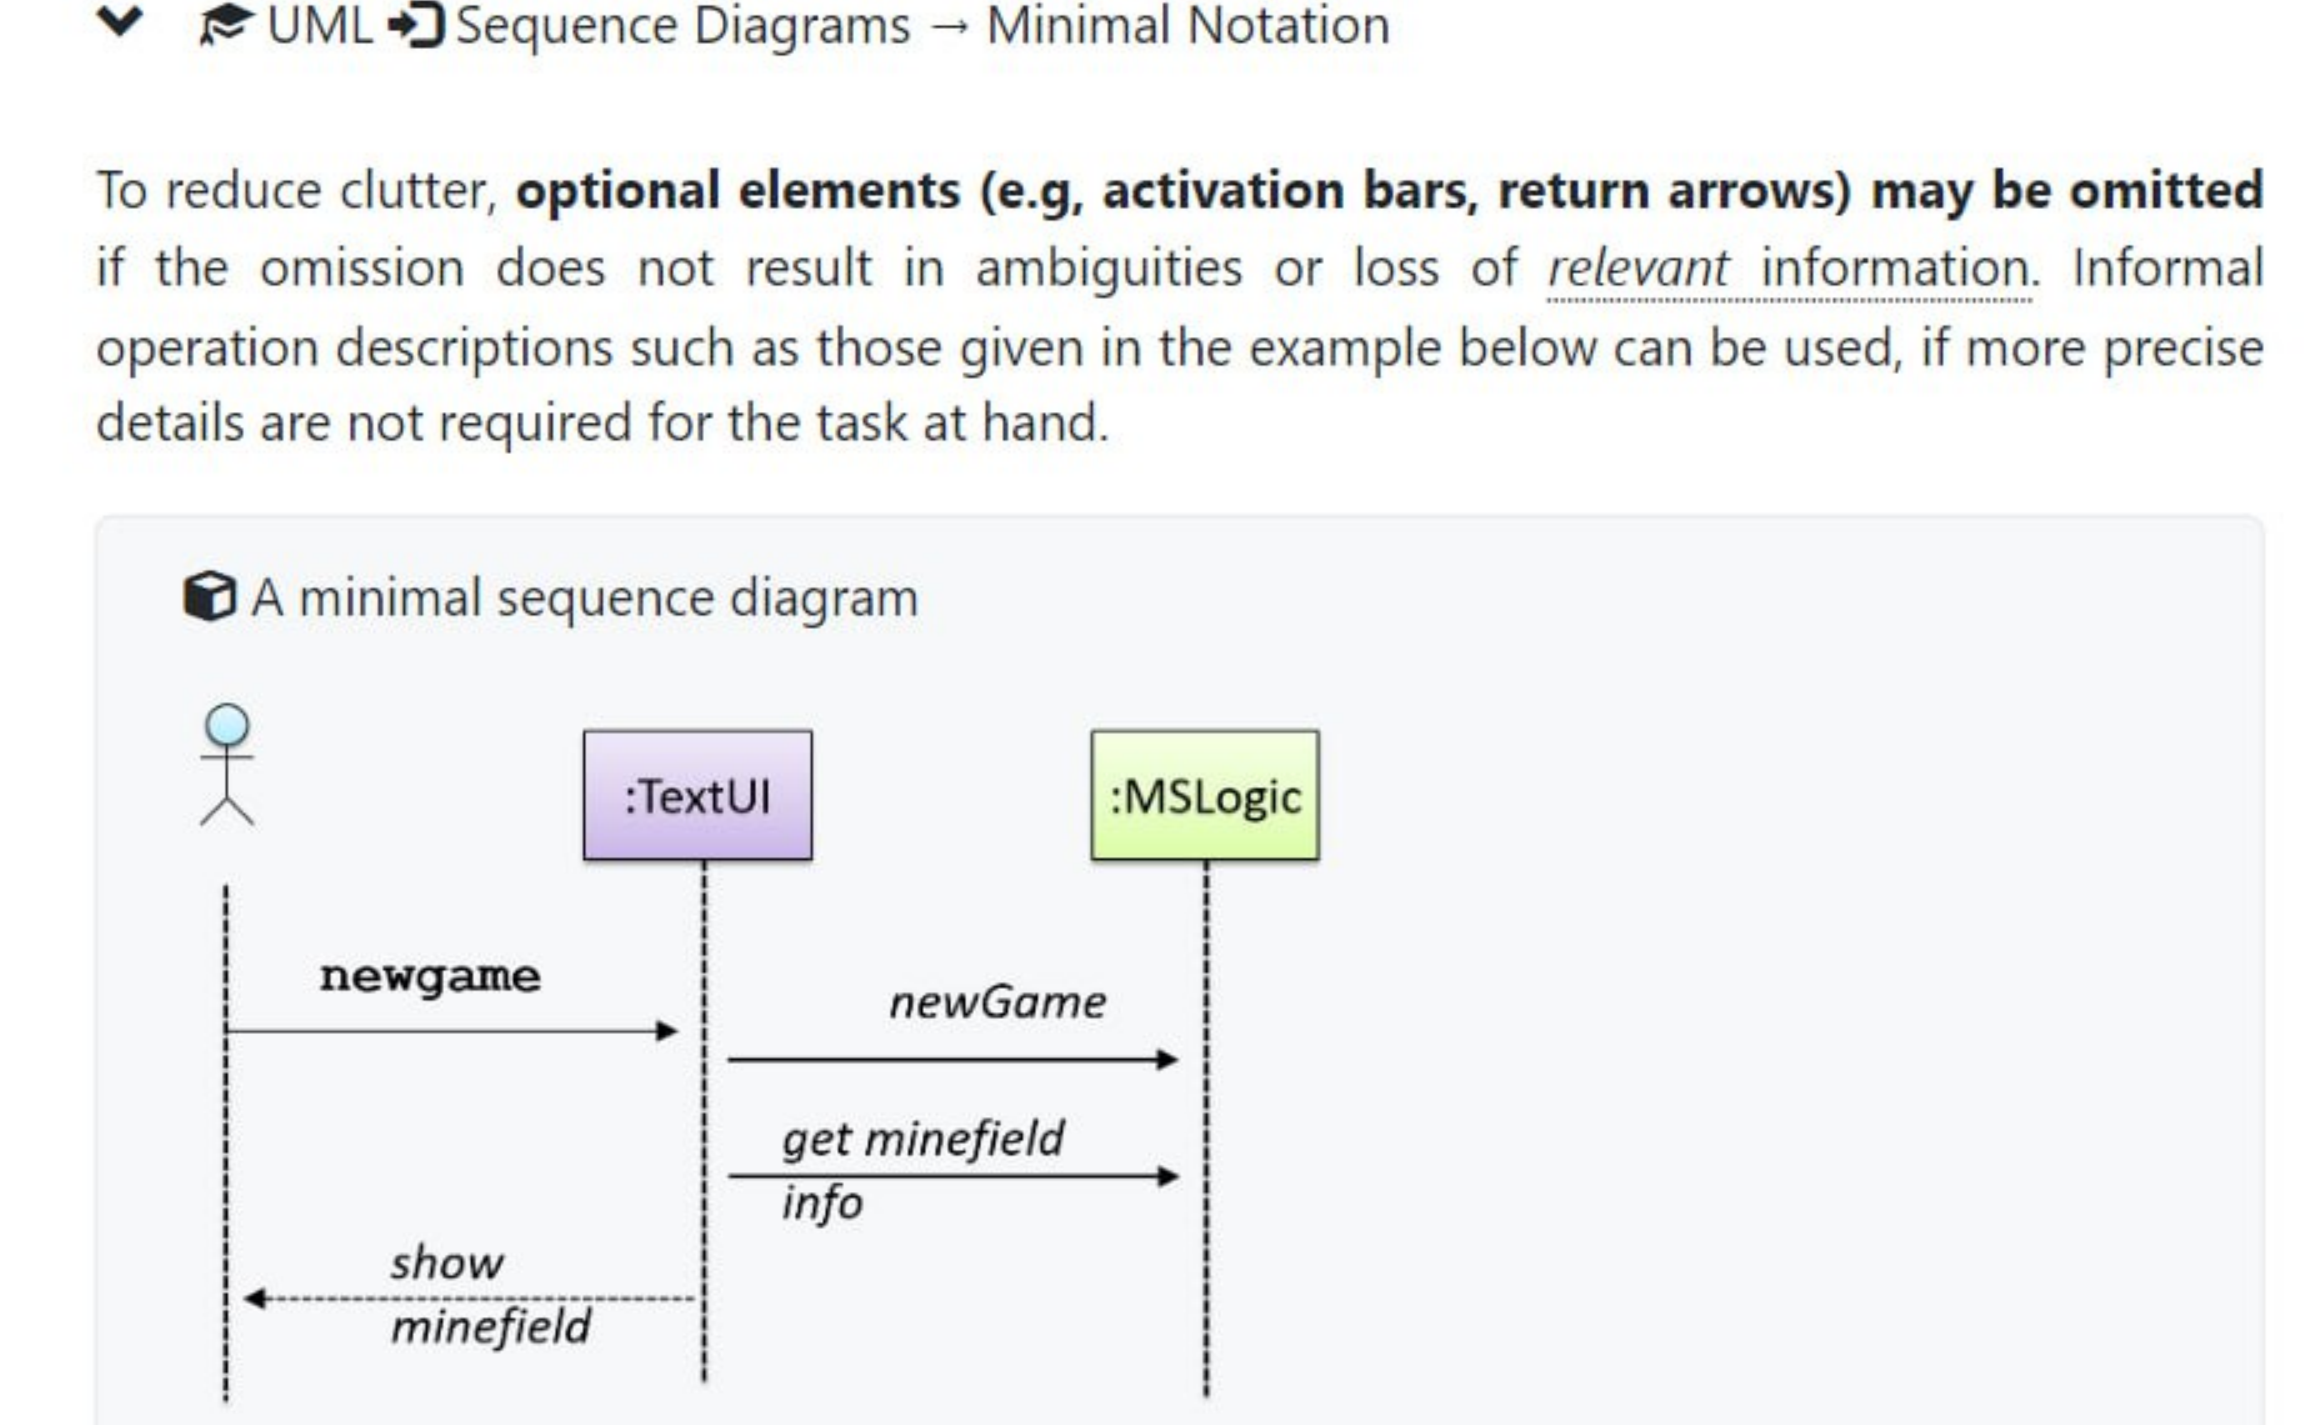 UML Sequence Diagrams → Minimal Notation
To reduce clutter, optional elements (e.g, activation bars, return arrows) may be omitted
if the omission does not result in ambiguities or loss of relevant information. Informal
operation descriptions such as those given in the example below can be used, if more precise
details are not required for the task at hand.
A minimal sequence diagram
:TextUI
:MSLogic
newgame
newGame
get minefield
info
show
minefield